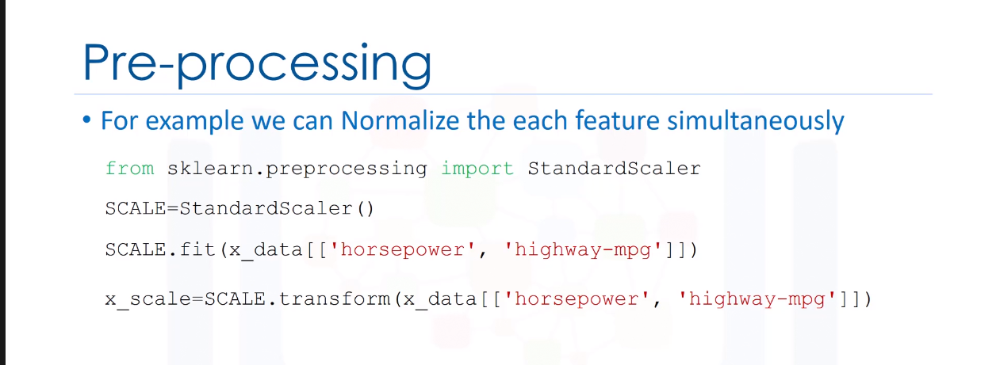 Pre-processing
• For example we can Normalize the each feature simultaneously
from sklearn.preprocessing import StandardScaler
SCALE=StandardScaler()
SCALE.fit(x_data[['horsepower', 'highway-mpg']])
x_scale=SCALE.transform(x_data[['horsepower', 'highway-mpg']])